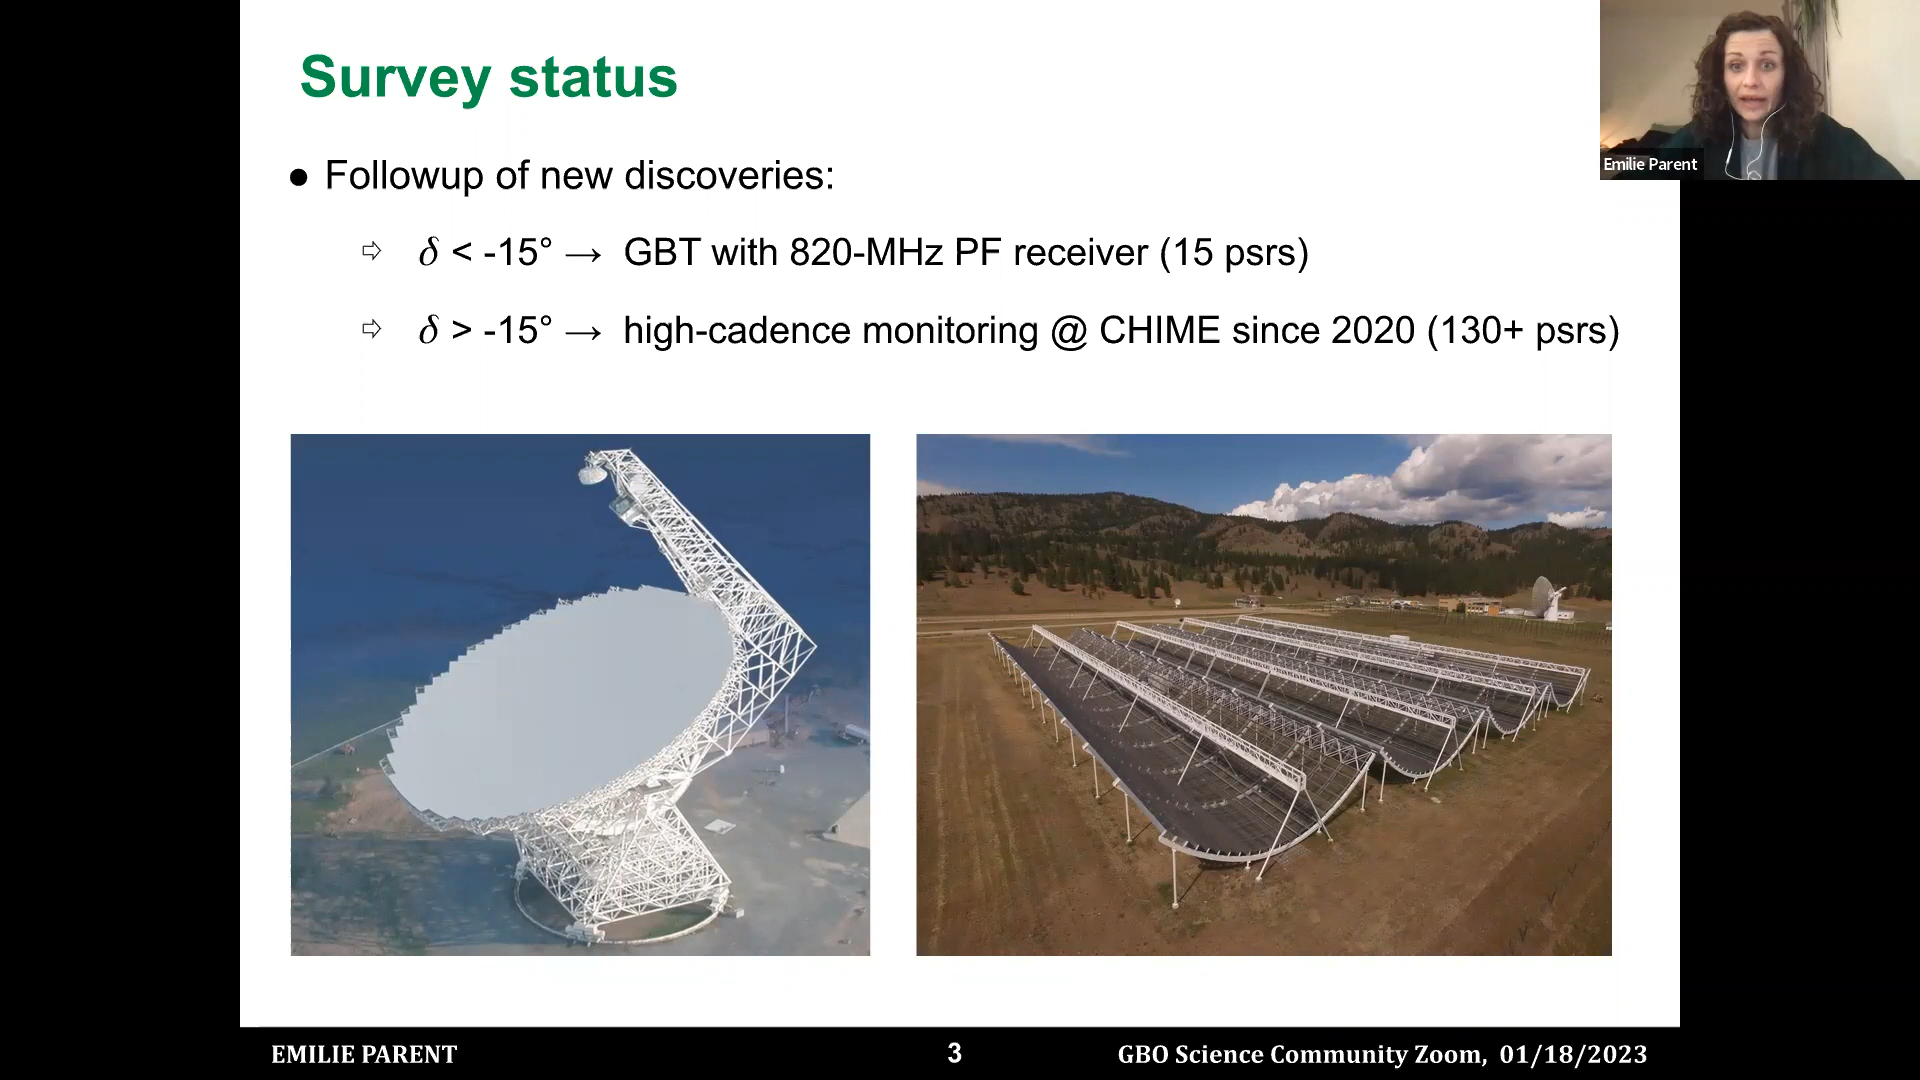 Survey status
● Followup of new discoveries:
⇨ δ < -15° → GBT with 820-MHz PF receiver (15 psrs)
⇨ δ > -15° → high-cadence monitoring @ CHIME since 2020 (130+ psrs)
Emilie Parent
EMILIE PARENT
3
GBO Science Community Zoom, 01/18/2023